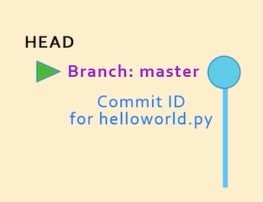 HEAD
Branch: master
Commit ID
for helloworld.py